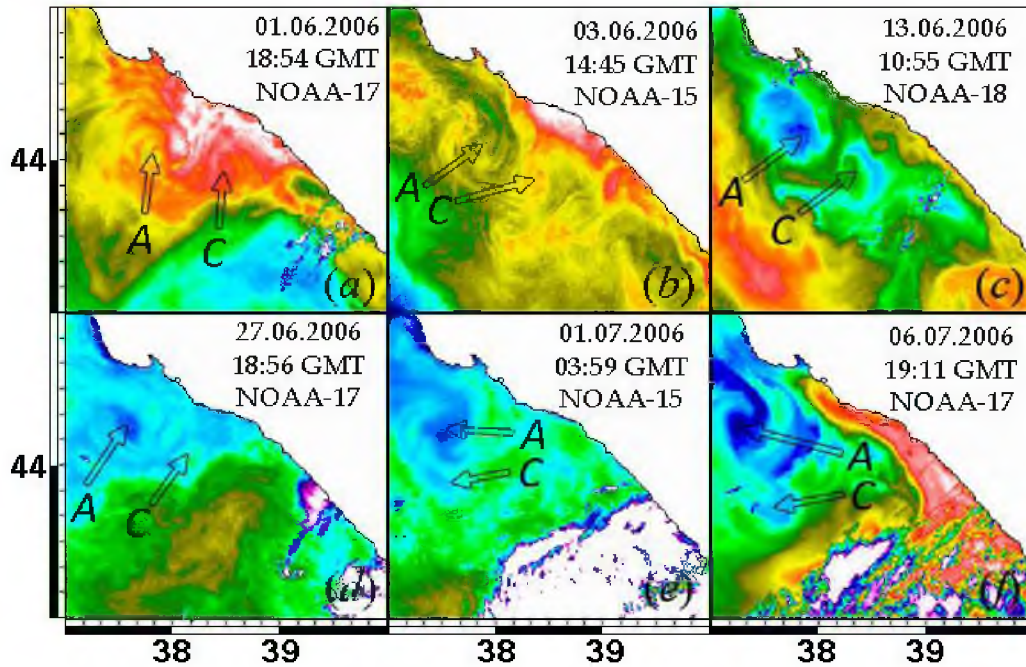 01.06.2006
18:54 GMT
NOAA-17
A
C
(a)
03.06.2006
14:45 GMT
NOAA-15
A
C
(b)
13.06.2006
10:55 GMT
NOAA-18
A
C
(c)
44
27.06.2006
18:56 GMT
NOAA-17
A
C
(d)
01.07.2006
03:59 GMT
NOAA-15
A
C
(e)
06.07.2006
19:11 GMT
NOAA-17
A
C
(f)
44
38 39 38 39 38 39